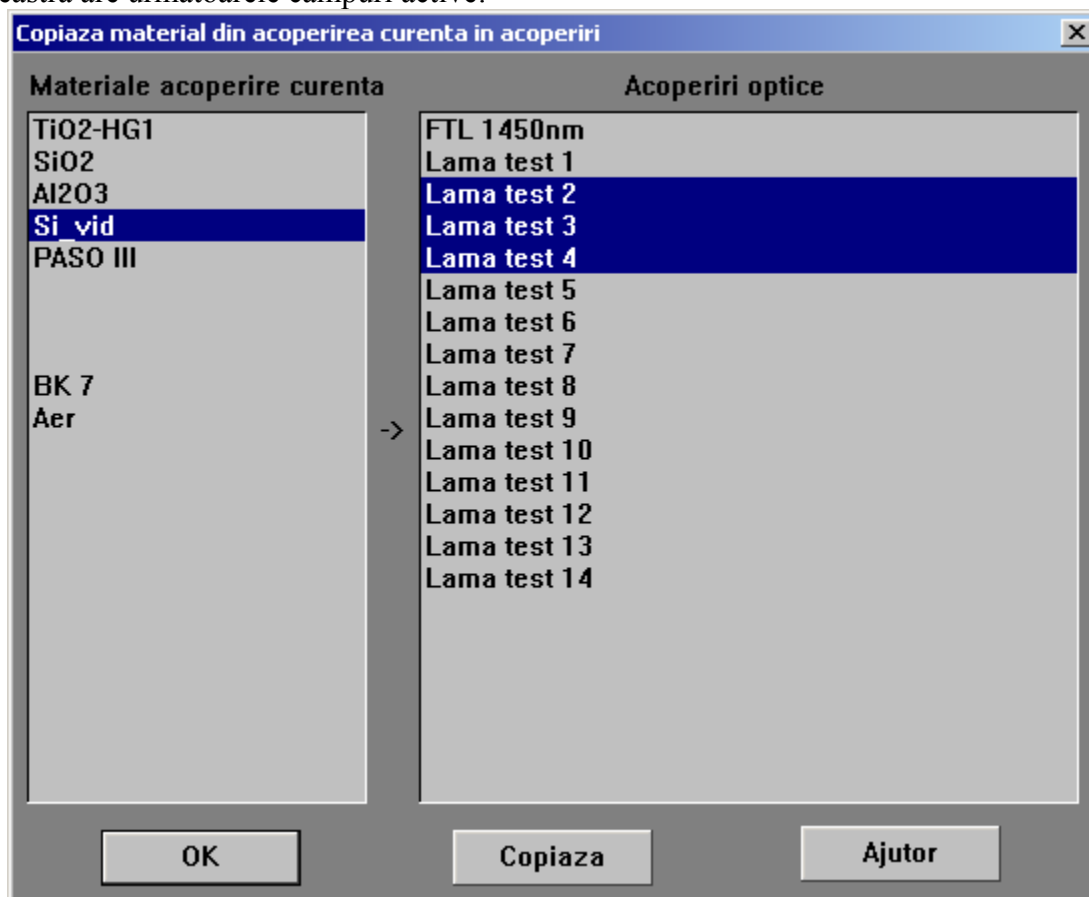 Copiaza material din acoperirea curenta in acoperiri
Materiale acoperire curenta
TiO2-HG1
SiO2
Al2O3
Si_vid
PASO III
BK 7
Aer
->
Acoperiri optice
FTL 1450nm
Lama test 1
Lama test 2
Lama test 3
Lama test 4
Lama test 5
Lama test 6
Lama test 7
Lama test 8
Lama test 9
Lama test 10
Lama test 11
Lama test 12
Lama test 13
Lama test 14
OK
Copiaza
Ajutor